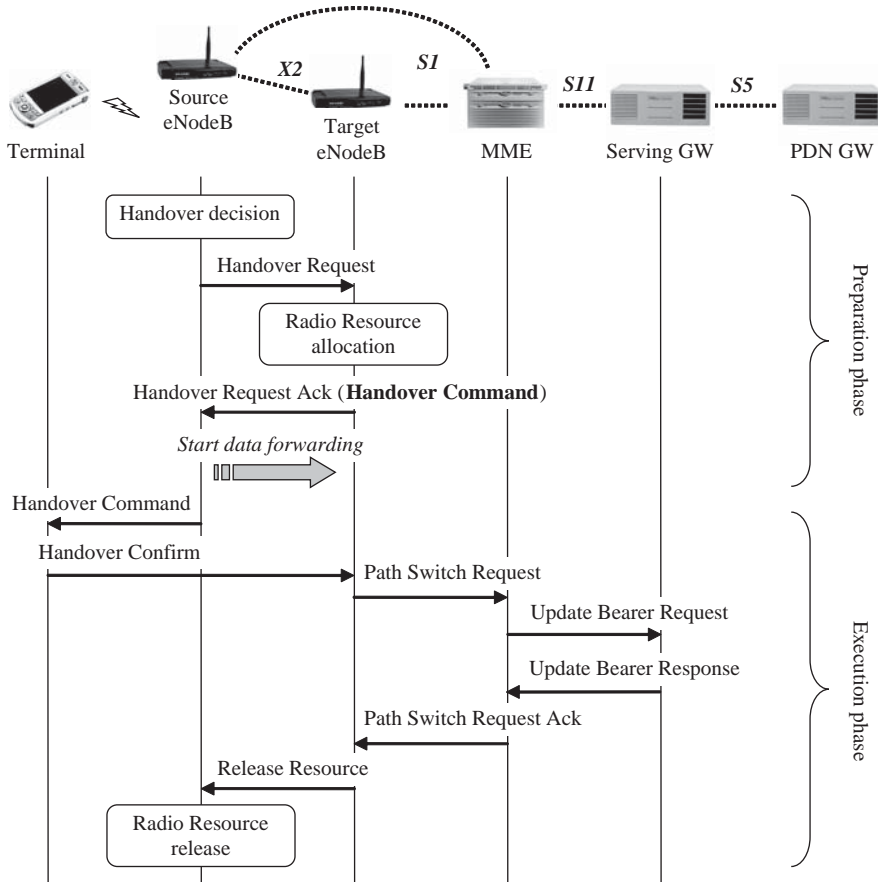 X2
S1
S11
S5
Source
eNodeB
Target
eNodeB
Terminal
MME
Serving GW
PDN GW
Handover decision
Handover Request
Radio Resource
allocation
Handover Request Ack (Handover Command)
Start data forwarding
Preparation phase
Handover Command
Handover Confirm
Path Switch Request
Update Bearer Request
Update Bearer Response
Path Switch Request Ack
Release Resource
Radio Resource
release
Execution phase